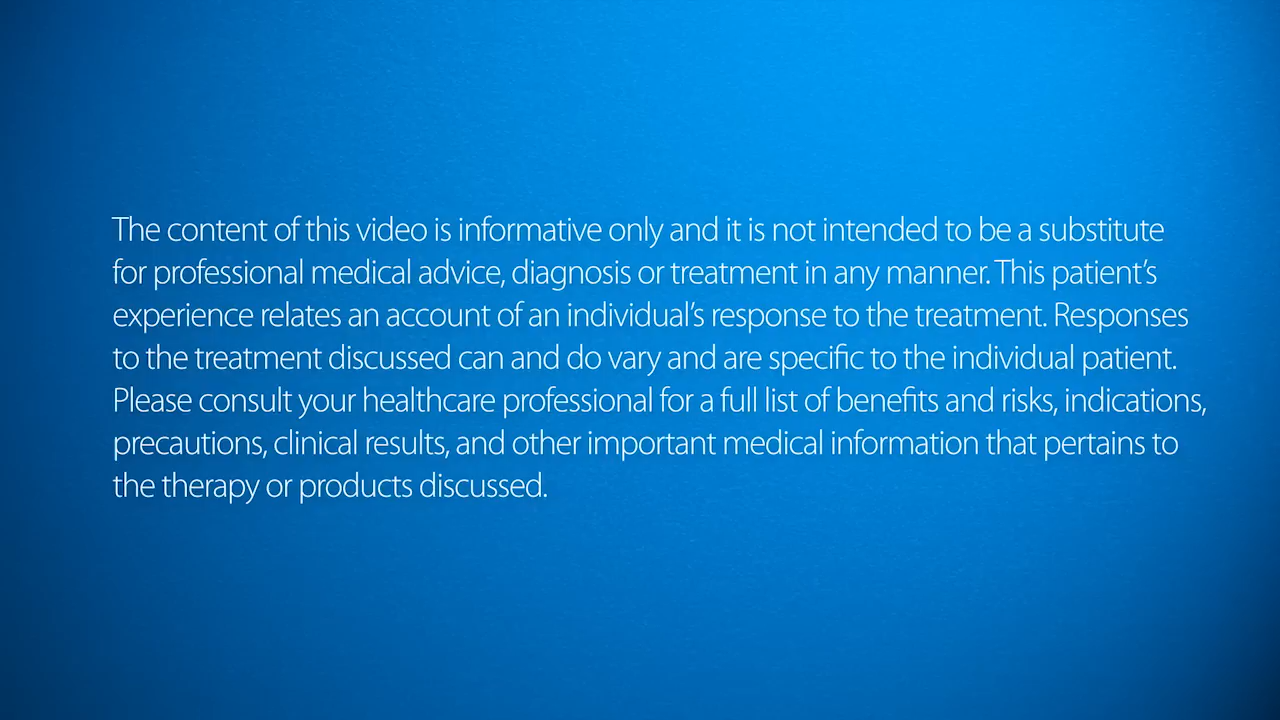 The content of this video is informative only and it is not intended to be a substitute
for professional medical advice, diagnosis or treatment in any manner. This patient’s
experience relates an account of an individual’s response to the treatment. Responses
to the treatment discussed can and do vary and are specific to the individual patient.
Please consult your healthcare professional for a full list of benefits and risks, indications,
precautions, clinical results, and other important medical information that pertains to
the therapy or products discussed.